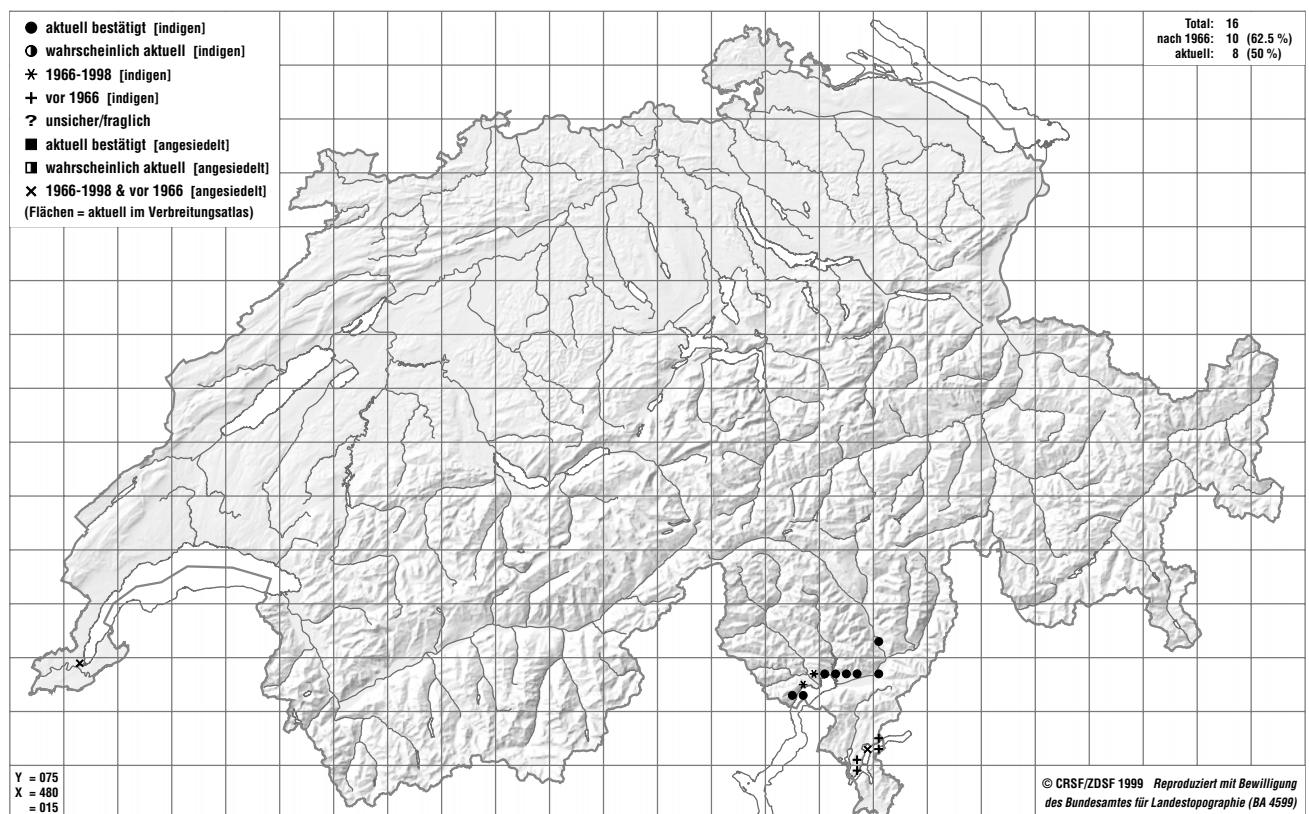 ● aktuell bestätigt [indigen]
◑ wahrscheinlich aktuell [indigen]
✳ 1966-1998 [indigen]
+ vor 1966 [indigen]
? unsicher/fraglich
■ aktuell bestätigt [angesiedelt]
◨ wahrscheinlich aktuell [angesiedelt]
× 1966-1998 & vor 1966 [angesiedelt]
(Flächen = aktuell im Verbreitungsatlas)
Total: 16
nach 1966: 10 (62.5 %)
aktuell: 8 (50 %)
Y = 075
X = 480
= 015
© CRSF/ZDSF 1999 Reproduziert mit Bewilligung
des Bundesamtes für Landestopographie (BA 4599)